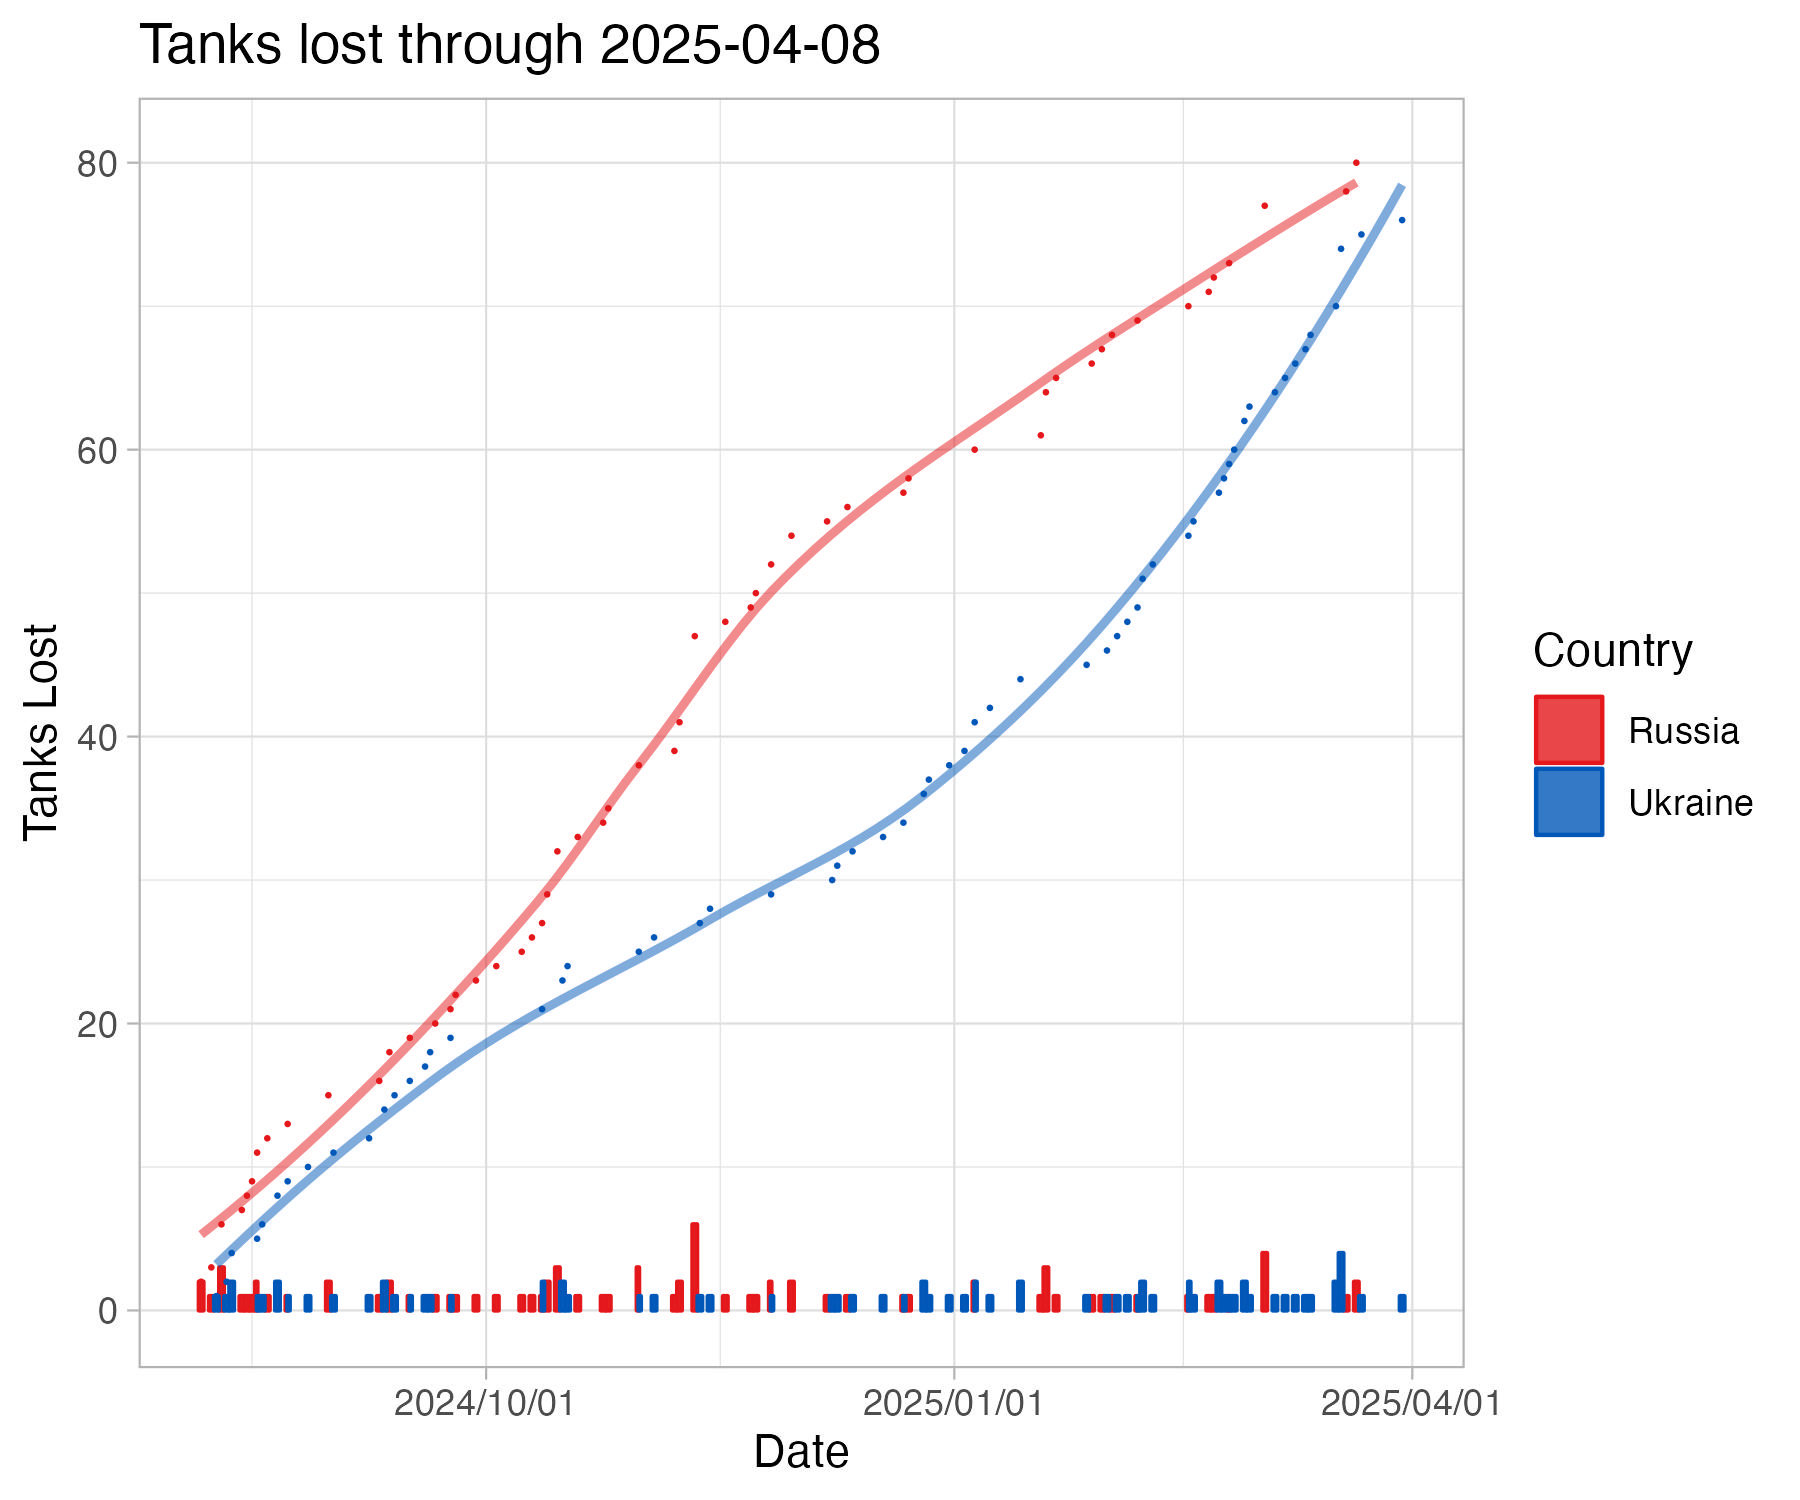 Tanks lost through 2025-04-08
80
60
40
20
0
Tanks Lost
2024/10/01
2025/01/01
2025/04/01
Date
Country
Russia
Ukraine